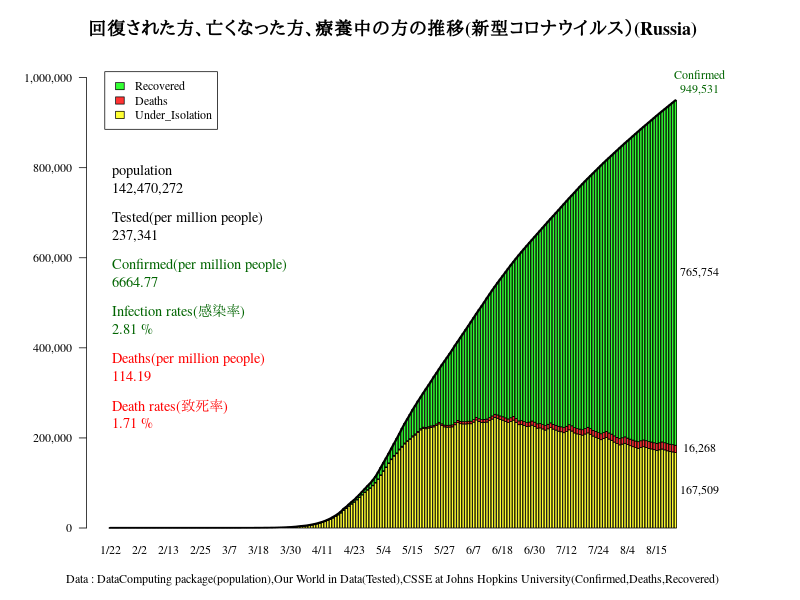 回復された方、亡くなった方、療養中の方の推移(新型コロナウイルス)(Russia)
Confirmed
949,531
1,000,000
800,000
600,000
400,000
200,000
0
Recovered
Deaths
Under_Isolation
population
142,470,272
Tested(per million people)
237,341
Confirmed(per million people)
6664.77
Infection rates(感染率)
2.81 %
Deaths(per million people)
114.19
Death rates(致死率)
1.71 %
765,754
16,268
167,509
1/22 2/2 2/13 2/25 3/7 3/18 3/30 4/11 4/23 5/4 5/15 5/27 6/7 6/18 6/30 7/12 7/24 8/4 8/15
Data : DataComputing package(population),Our World in Data(Tested),CSSE at Johns Hopkins University(Confirmed,Deaths,Recovered)